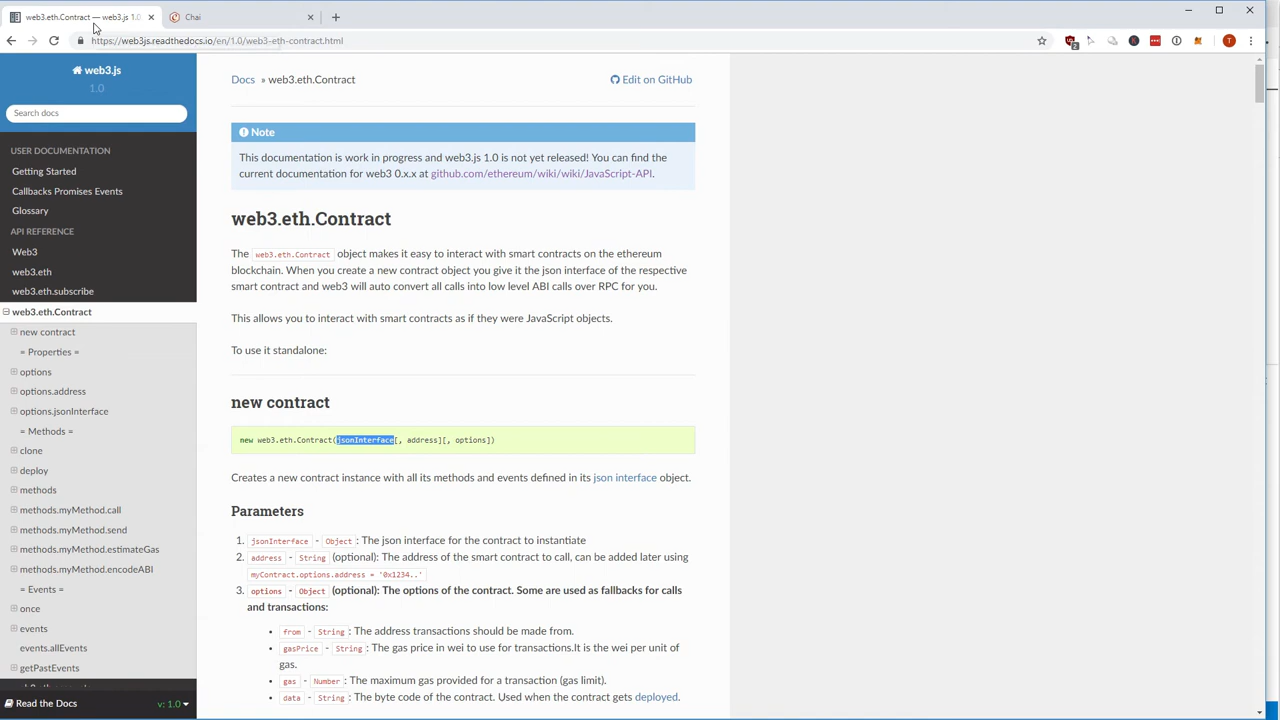 web3.eth.Contract — web3.js 1.0
Chai
https://web3js.readthedocs.io/en/1.0/web3-eth-contract.html
2
T
web3.js
1.0
Search docs
USER DOCUMENTATION
Getting Started
Callbacks Promises Events
Glossary
API REFERENCE
Web3
web3.eth
web3.eth.subscribe
web3.eth.Contract
new contract
= Properties =
options
options.address
options.jsonInterface
= Methods =
clone
deploy
methods
methods.myMethod.call
methods.myMethod.send
methods.myMethod.estimateGas
methods.myMethod.encodeABI
= Events =
once
events
events.allEvents
getPastEvents
Read the Docs
v: 1.0
Docs » web3.eth.Contract
Edit on GitHub
Note
This documentation is work in progress and web3.js 1.0 is not yet released! You can find the
current documentation for web3 0.x.x at github.com/ethereum/wiki/wiki/JavaScript-API.
web3.eth.Contract
The web3.eth.Contract object makes it easy to interact with smart contracts on the ethereum
blockchain. When you create a new contract object you give it the json interface of the respective
smart contract and web3 will auto convert all calls into low level ABI calls over RPC for you.
This allows you to interact with smart contracts as if they were JavaScript objects.
To use it standalone:
new contract
new web3.eth.Contract(jsonInterface[, address][, options])
Creates a new contract instance with all its methods and events defined in its json interface object.
Parameters
1. jsonInterface - Object: The json interface for the contract to instantiate
2. address - String (optional): The address of the smart contract to call, can be added later using
myContract.options.address = '0x1234..'
3. options - Object (optional): The options of the contract. Some are used as fallbacks for calls
and transactions:
• from - String: The address transactions should be made from.
• gasPrice - String: The gas price in wei to use for transactions.It is the wei per unit of
gas.
• gas - Number: The maximum gas provided for a transaction (gas limit).
• data - String: The byte code of the contract. Used when the contract gets deployed.